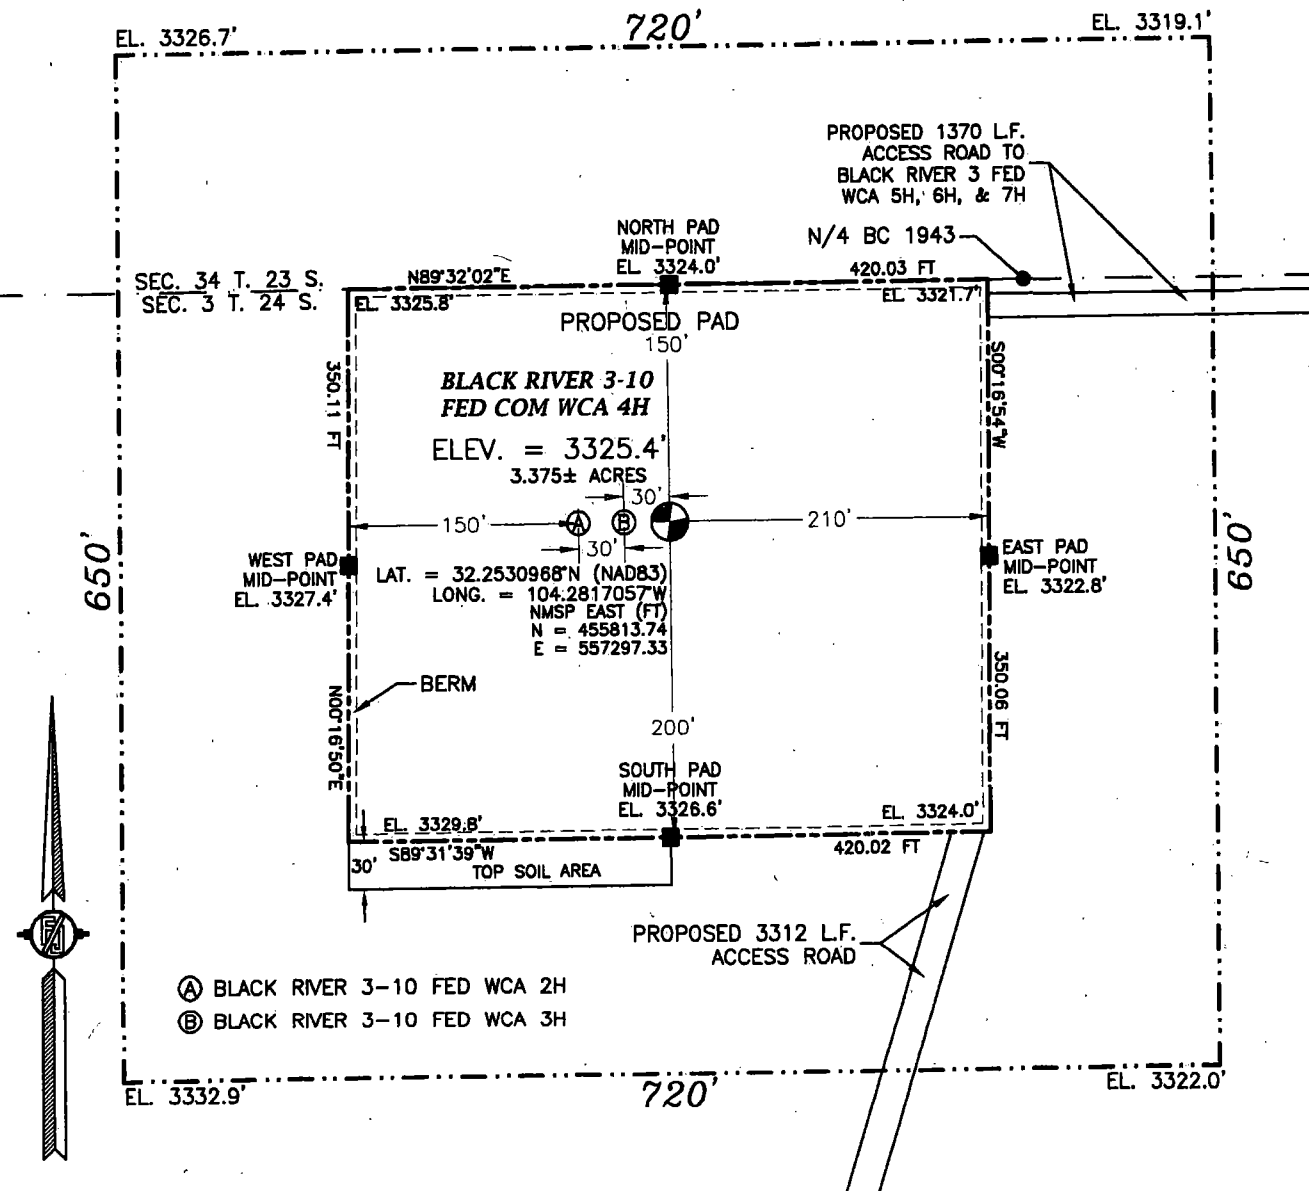 720'
EL. 3326.7'
EL. 3319.1'
PROPOSED 1370 L.F.
ACCESS ROAD TO
BLACK RIVER 3 FED
WCA 5H, 6H, & 7H
NORTH PAD
MID-POINT
EL. 3324.0'
N/4 BC 1943
SEC. 34 T. 23 S.
SEC. 3 T. 24 S.
N89°32'02"E
420.03 FT
EL. 3325.8'
EL. 3321.7'
PROPOSED PAD
150'
350.11 FT
S00°16'54"W
BLACK RIVER 3-10
FED COM WCA 4H
ELEV. = 3325.4'
3.375± ACRES
30'
150'
A
B
210'
30'
650'
650'
WEST PAD
MID-POINT
EL. 3327.4'
EAST PAD
MID-POINT
EL. 3322.8'
LAT. = 32.2530968°N (NAD83)
LONG. = 104.2817057°W
NMSP EAST (FT)
N = 455813.74
E = 557297.33
BERM
N00°16'50"E
350.06 FT
200'
SOUTH PAD
MID-POINT
EL. 3326.6'
EL. 3329.8'
EL. 3324.0'
S89°31'39"W
420.02 FT
30'
TOP SOIL AREA
PROPOSED 3312 L.F.
ACCESS ROAD
A BLACK RIVER 3-10 FED WCA 2H
B BLACK RIVER 3-10 FED WCA 3H
EL. 3332.9'
720'
EL. 3322.0'